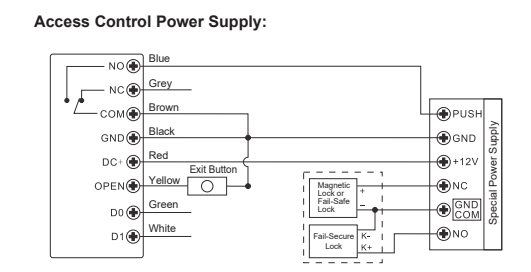 Access Control Power Supply:
NO
Blue
NC
Grey
COM
Brown
GND
Black
DC+
Red
OPEN
Yellow
Exit Button
D0
Green
D1
White
Magnetic
Lock or
Fail-Safe
Lock
+
−
Fail-Secure
Lock
K-
K+
PUSH
GND
+12V
NC
GND
COM
NO
Special Power Supply